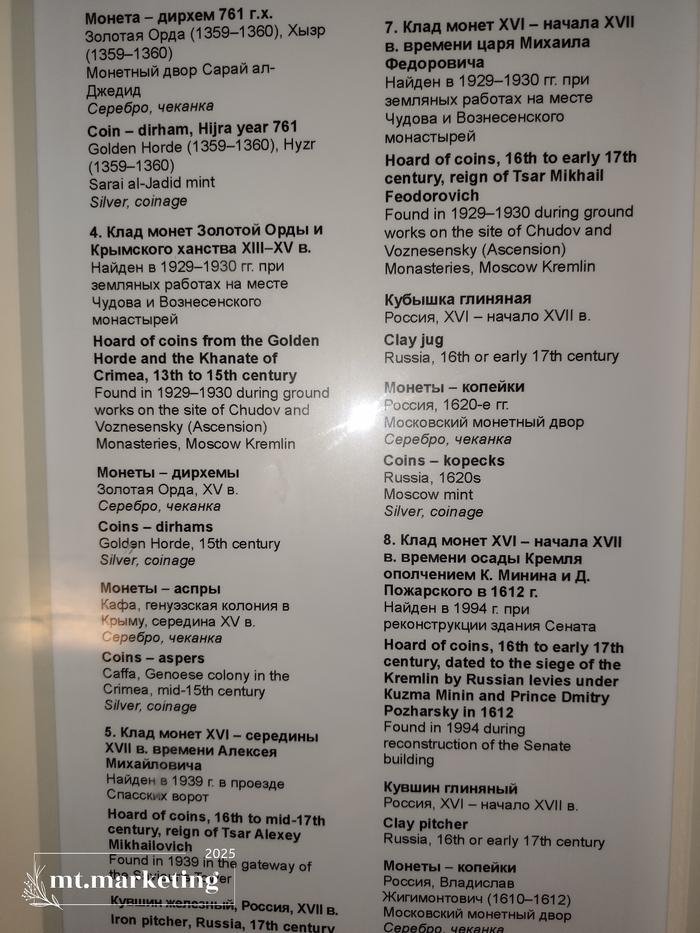 Монета – дирхем 761 г.х.
Золотая Орда (1359–1360), Хызр
(1359–1360)
Монетный двор Сарай ал-
Джедид
Серебро, чеканка
Coin – dirham, Hijra year 761
Golden Horde (1359–1360), Hyzr
(1359–1360)
Sarai al-Jadid mint
Silver, coinage
4. Клад монет Золотой Орды и
Крымского ханства XIII–XV в.
Найден в 1929–1930 гг. при
земляных работах на месте
Чудова и Вознесенского
монастырей
Hoard of coins from the Golden
Horde and the Khanate of
Crimea, 13th to 15th century
Found in 1929–1930 during ground
works on the site of Chudov and
Voznesensky (Ascension)
Monasteries, Moscow Kremlin
Монеты – дирхемы
Золотая Орда, XV в.
Серебро, чеканка
Coins – dirhams
Golden Horde, 15th century
Silver, coinage
Монеты – аспры
Кафа, генуэзская колония в
Крыму, середина XV в.
Серебро, чеканка
Coins – aspers
Caffa, Genoese colony in the
Crimea, mid-15th century
Silver, coinage
5. Клад монет XVI – середины
XVII в. времени Алексея
Михайловича
Найден в 1939 г. в проезде
Спасских ворот
Hoard of coins, 16th to mid-17th
century, reign of Tsar Alexey
Mikhailovich
Found in 1939 in the gateway of
Кувшин железный, Россия, XVII в.
Iron pitcher, Russia, 17th century
7. Клад монет XVI – начала XVII
в. времени царя Михаила
Федоровича
Найден в 1929–1930 гг. при
земляных работах на месте
Чудова и Вознесенского
монастырей
Hoard of coins, 16th to early 17th
century, reign of Tsar Mikhail
Feodorovich
Found in 1929–1930 during ground
works on the site of Chudov and
Voznesensky (Ascension)
Monasteries, Moscow Kremlin
Кубышка глиняная
Россия, XVI – начало XVII в.
Clay jug
Russia, 16th or early 17th century
Монеты – копейки
Россия, 1620-е гг.
Московский монетный двор
Серебро, чеканка
Coins – kopecks
Russia, 1620s
Moscow mint
Silver, coinage
8. Клад монет XVI – начала XVII
в. времени осады Кремля
ополчением К. Минина и Д.
Пожарского в 1612 г.
Найден в 1994 г. при
реконструкции здания Сената
Hoard of coins, 16th to early 17th
century, dated to the siege of the
Kremlin by Russian levies under
Kuzma Minin and Prince Dmitry
Pozharsky in 1612
Found in 1994 during
reconstruction of the Senate
building
Кувшин глиняный
Россия, XVI – начало XVII в.
Clay pitcher
Russia, 16th or early 17th century
Монеты – копейки
Россия, Владислав
Жигимонтович (1610–1612)
Московский монетный двор
Серебро, чеканка
2025
mt.marketing